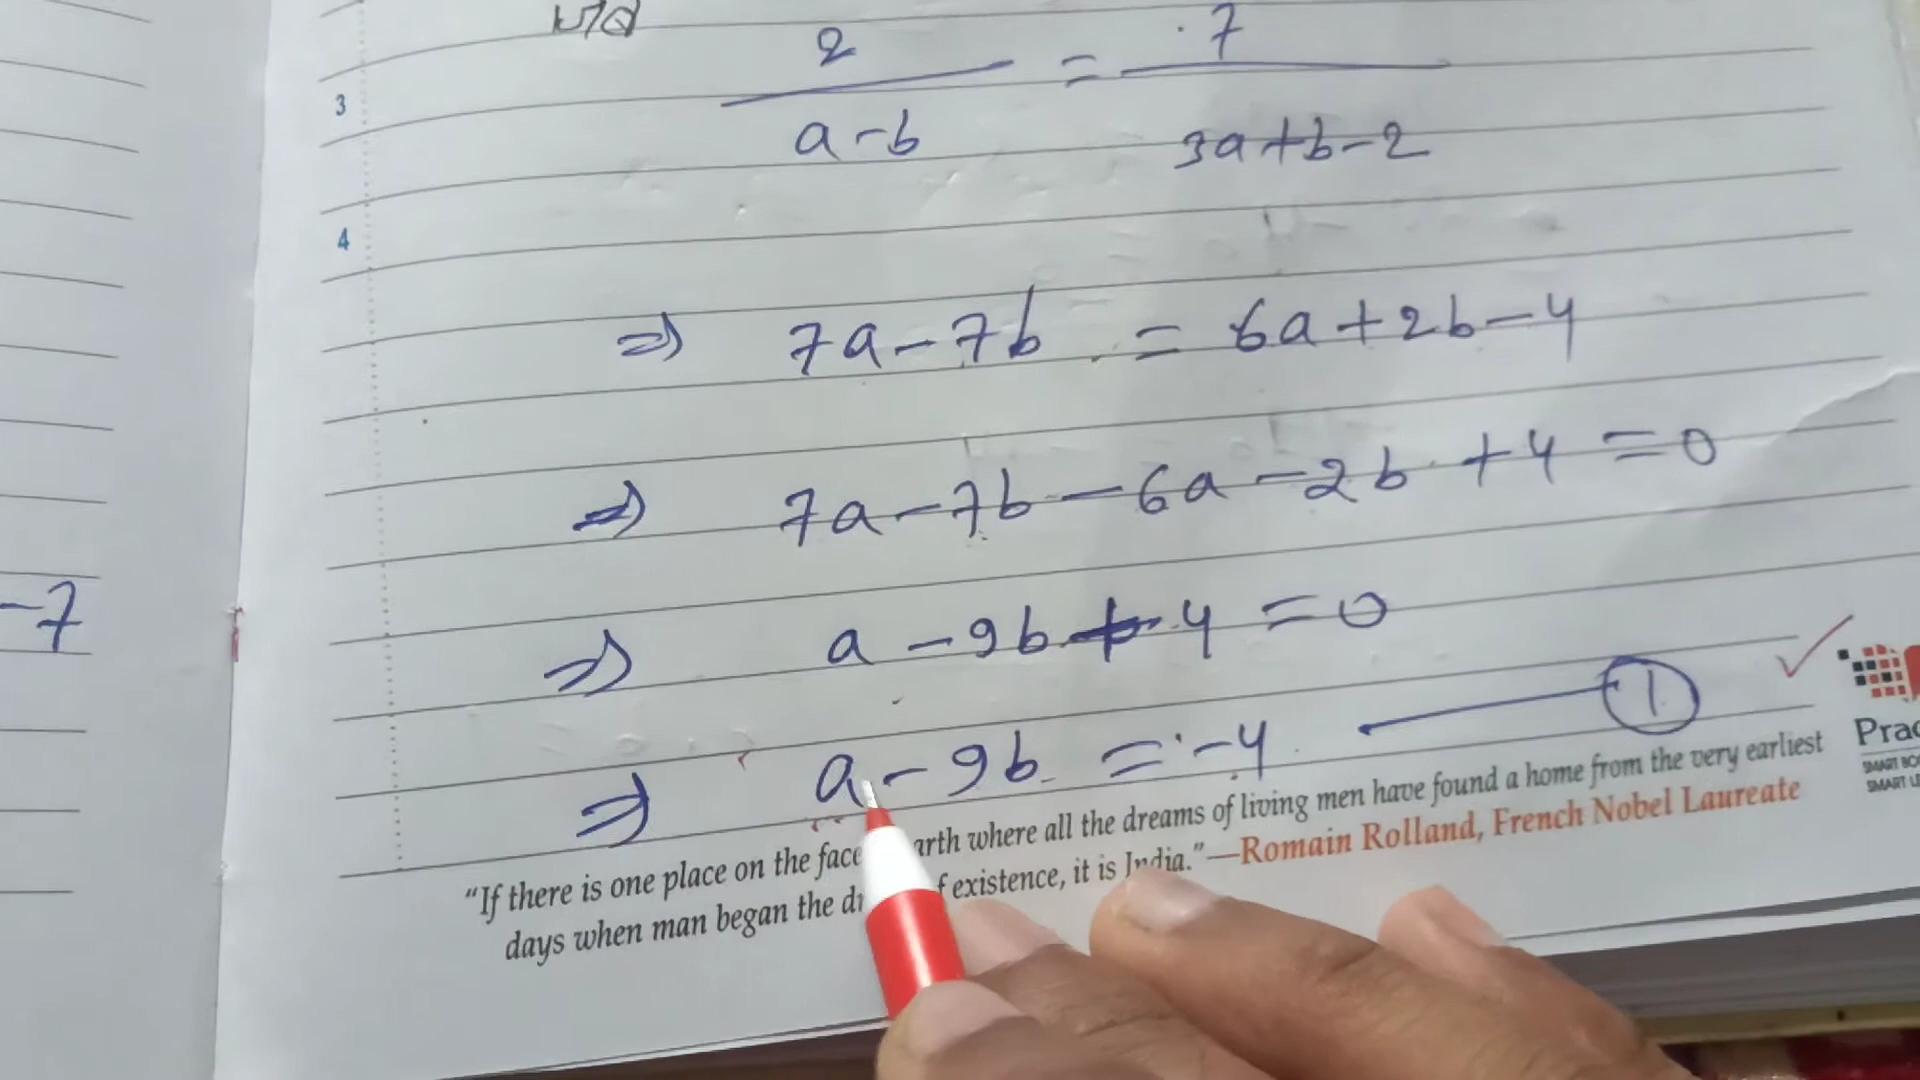 2 = 7
a-b 3a+b-2
3
4
⇒ 7a-7b = 6a+2b-4
⇒ 7a-7b-6a-2b+4=0
-7
⇒ a-9b+4=0
⇒ a-9b=-4 ①
"If there is one place on the face arth where all the dreams of living men have found a home from the very earliest
days when man began the existence, it is India."—Romain Rolland, French Nobel Laureate
SMART
SMART